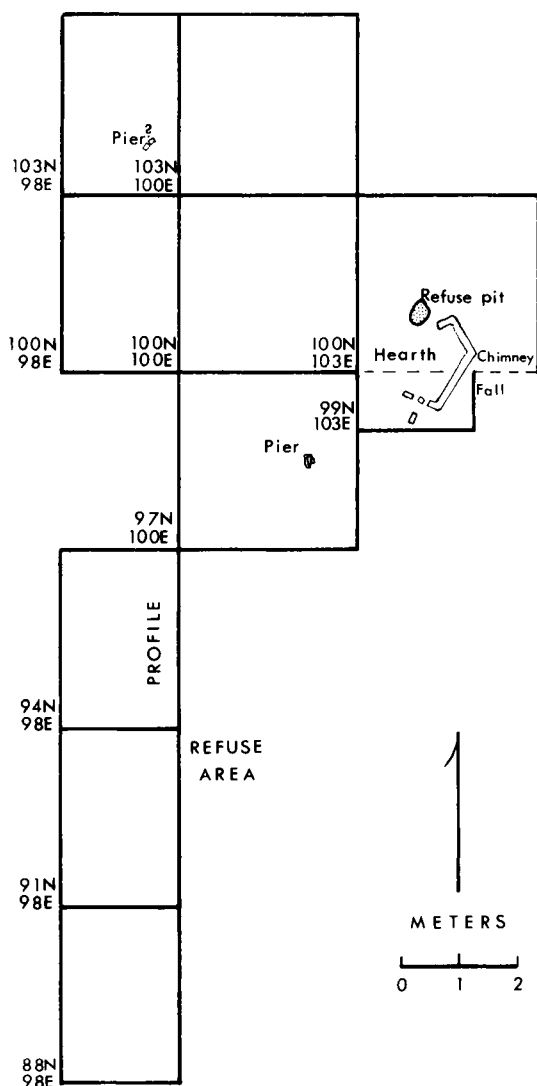 Pier
2
103N
98E
103N
100E
Refuse pit
100N
98E
100N
100E
100N
103E
Hearth
Chimney
Fall
99N
103E
Pier
97N
100E
PROFILE
94N
98E
REFUSE
AREA
91N
98E
METERS
0 1 2
88N
98E